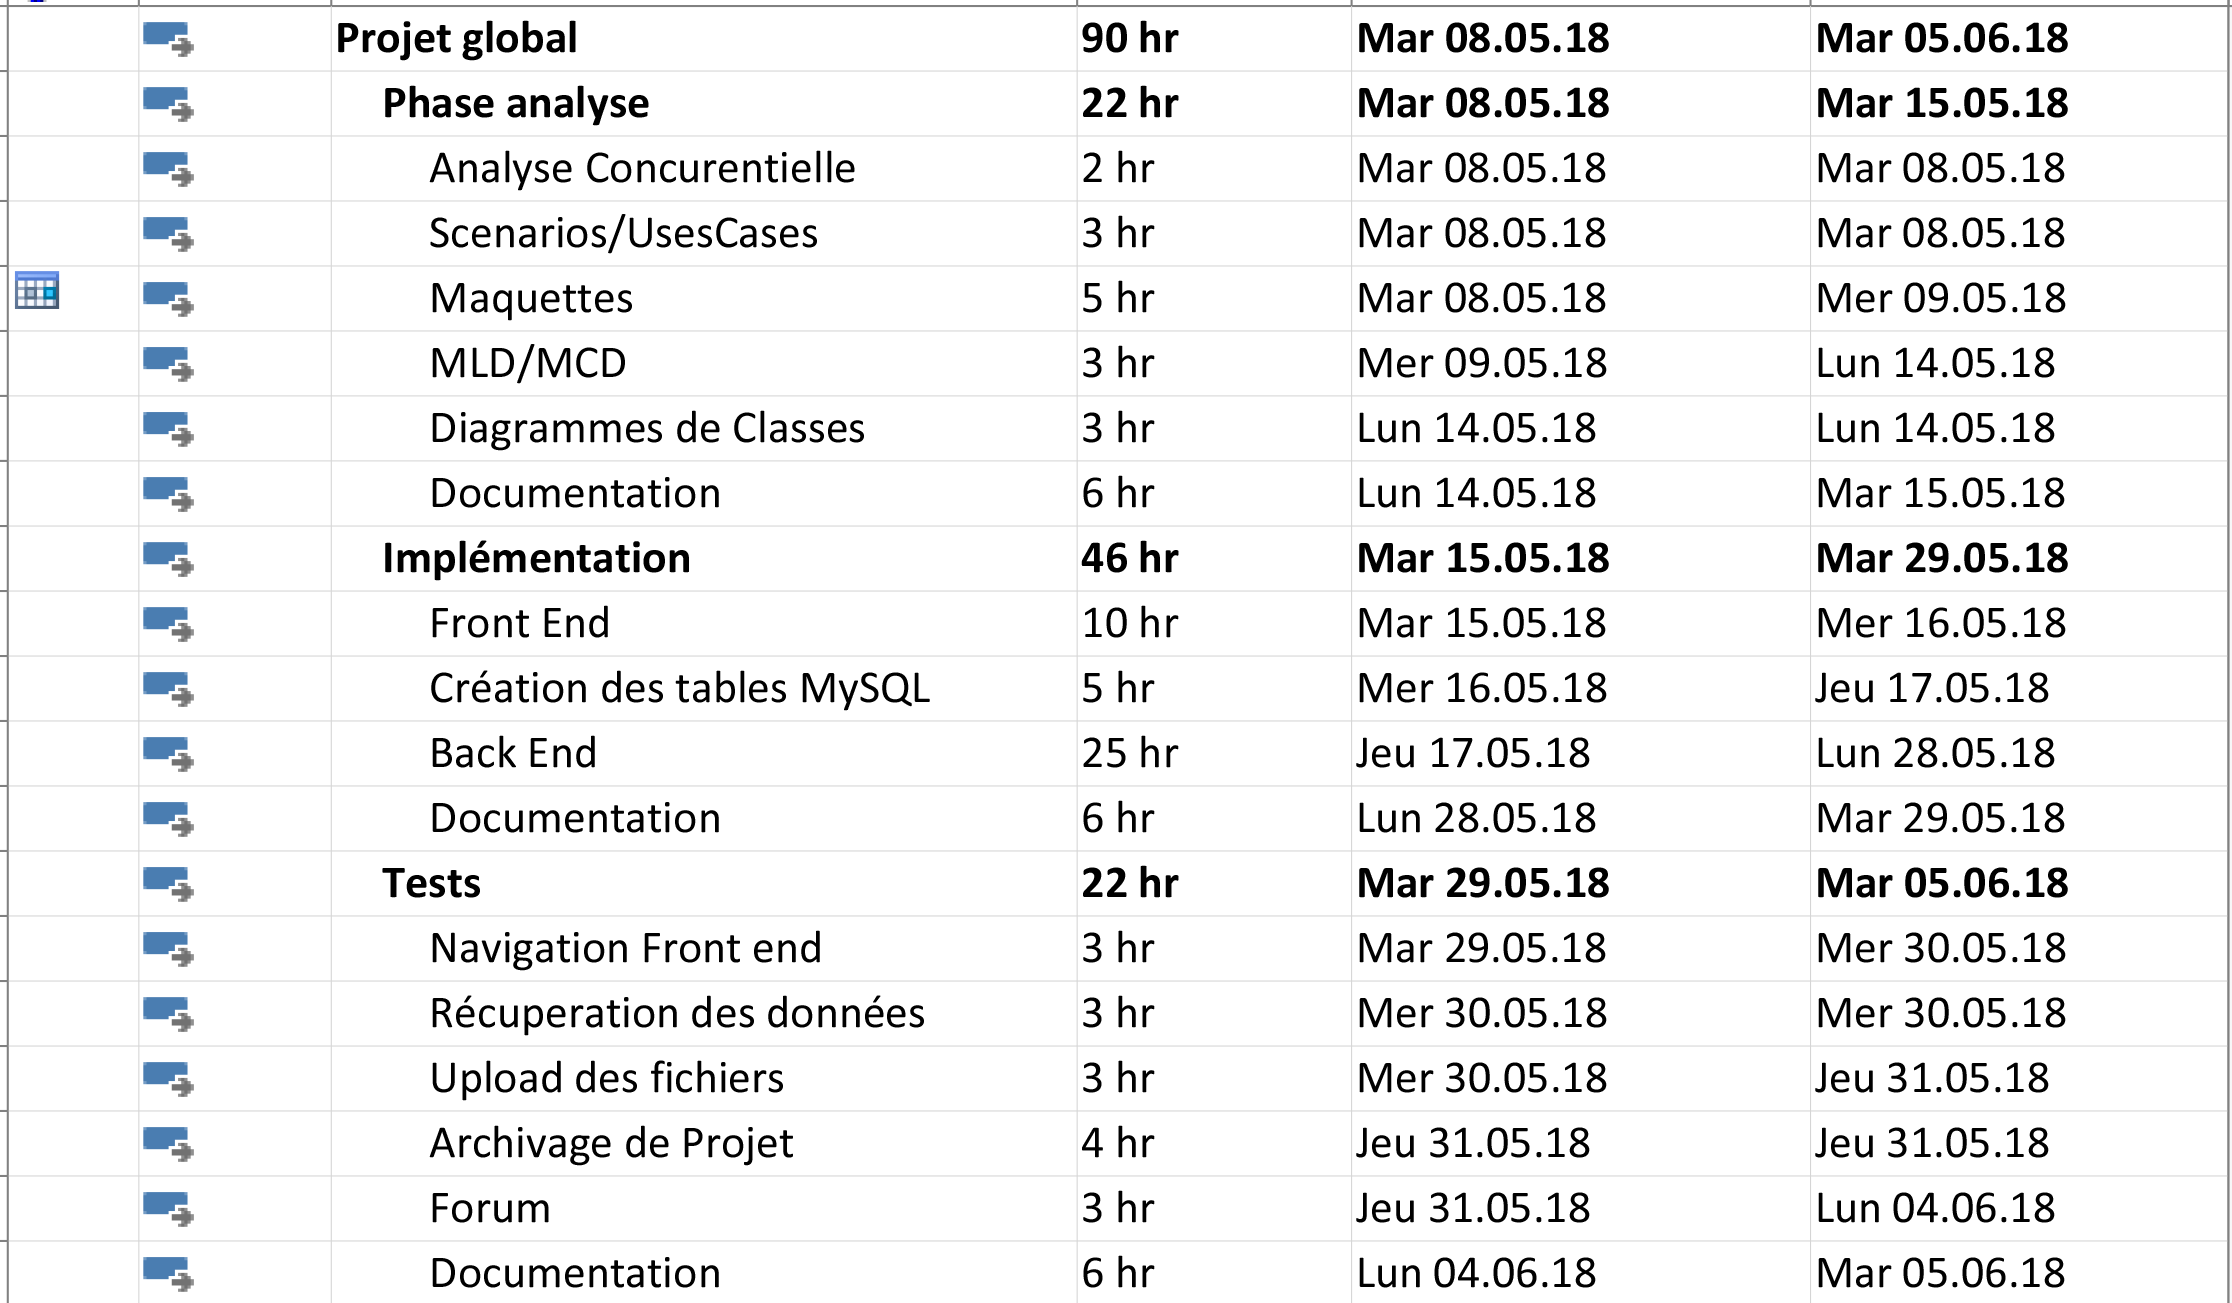 Projet global 90 hr Mar 08.05.18 Mar 05.06.18
Phase analyse 22 hr Mar 08.05.18 Mar 15.05.18
Analyse Concurentielle 2 hr Mar 08.05.18 Mar 08.05.18
Scenarios/UsesCases 3 hr Mar 08.05.18 Mar 08.05.18
Maquettes 5 hr Mar 08.05.18 Mer 09.05.18
MLD/MCD 3 hr Mer 09.05.18 Lun 14.05.18
Diagrammes de Classes 3 hr Lun 14.05.18 Lun 14.05.18
Documentation 6 hr Lun 14.05.18 Mar 15.05.18
Implémentation 46 hr Mar 15.05.18 Mar 29.05.18
Front End 10 hr Mar 15.05.18 Mer 16.05.18
Création des tables MySQL 5 hr Mer 16.05.18 Jeu 17.05.18
Back End 25 hr Jeu 17.05.18 Lun 28.05.18
Documentation 6 hr Lun 28.05.18 Mar 29.05.18
Tests 22 hr Mar 29.05.18 Mar 05.06.18
Navigation Front end 3 hr Mar 29.05.18 Mer 30.05.18
Récuperation des données 3 hr Mer 30.05.18 Mer 30.05.18
Upload des fichiers 3 hr Mer 30.05.18 Jeu 31.05.18
Archivage de Projet 4 hr Jeu 31.05.18 Jeu 31.05.18
Forum 3 hr Jeu 31.05.18 Lun 04.06.18
Documentation 6 hr Lun 04.06.18 Mar 05.06.18